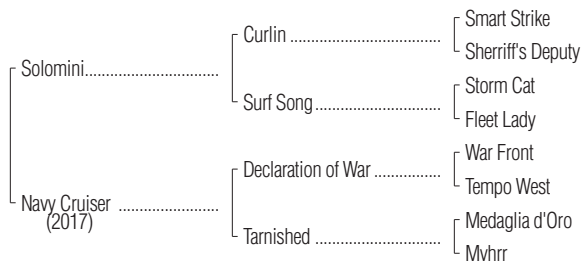 Smart Strike
Curlin ........................................
Sherriff's Deputy
Solomini...................................
Storm Cat
Surf Song .................................
Fleet Lady
War Front
Declaration of War .................
Tempo West
Navy Cruiser ..........................
(2017)
Medaglia d'Oro
Tarnished .................................
Myhrr